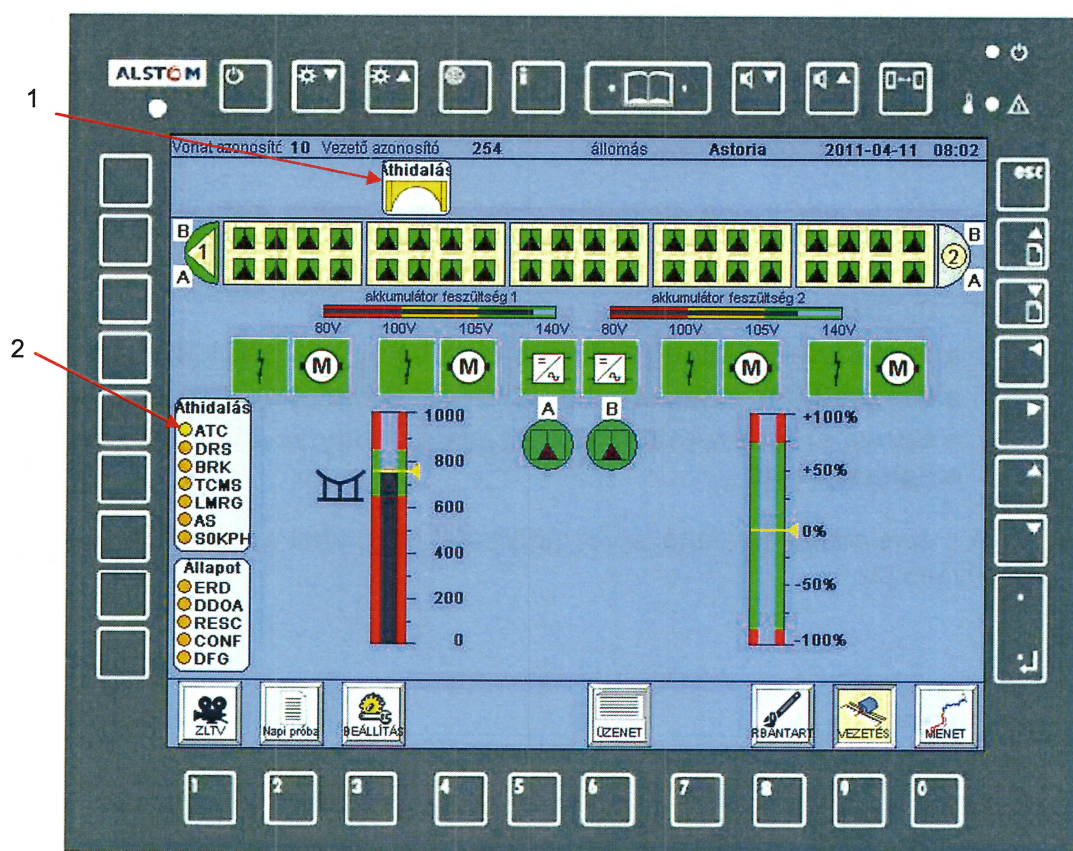 ALSTOM
1
Vonat azonosító 10 Vezető azonosító 254 állomás Astoria 2011-04-11 08:02
esc
Áthidalás
B
1
A
B
2
A
akkumulátor feszültség 1
akkumulátor feszültség 2
80V 100V 105V 140V
80V 100V 105V 140V
2
M M M M
A B
Áthidalás
ATC
DRS
BRK
TCMS
LMRG
AS
S0KPH
Állapot
ERD
DDOA
RESC
CONF
DFG
1000
800
600
400
200
0
+100%
+50%
0%
-50%
-100%
ZLTV
Napi próba
BEÁLLÍTÁS
ÜZENET
RBANTART
VEZETÉS
MENET
1 2 3 4 5 6 7 8 9 0